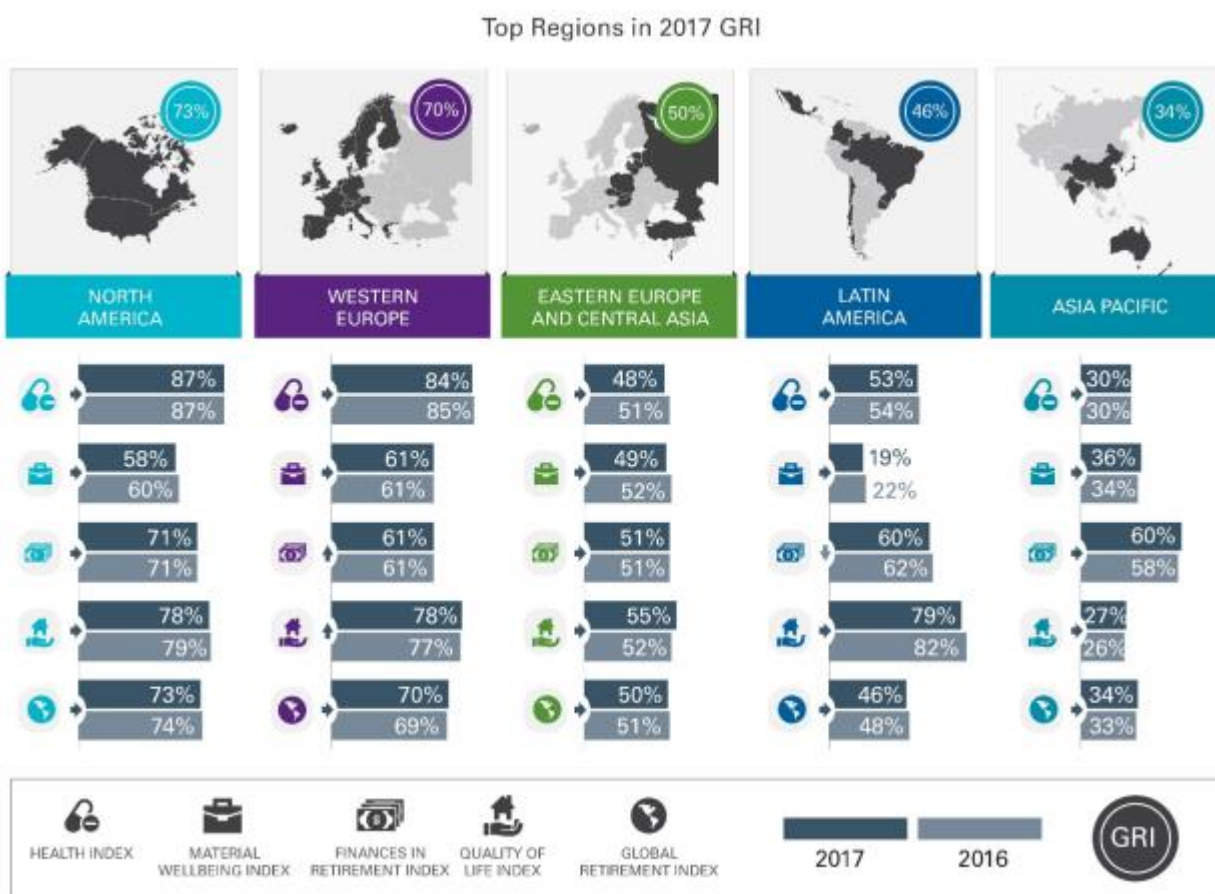 Top Regions in 2017 GRI
73%
70%
50%
46%
34%
NORTH
AMERICA
WESTERN
EUROPE
EASTERN EUROPE
AND CENTRAL ASIA
LATIN
AMERICA
ASIA PACIFIC
87%
87%
58%
60%
71%
71%
78%
79%
73%
74%
84%
85%
61%
61%
61%
61%
78%
77%
70%
69%
48%
51%
49%
52%
51%
51%
55%
52%
50%
51%
53%
54%
19%
22%
60%
62%
79%
82%
46%
48%
30%
30%
36%
34%
60%
58%
27%
26%
34%
33%
HEALTH INDEX
MATERIAL
WELLBEING INDEX
FINANCES IN
RETIREMENT INDEX
QUALITY OF
LIFE INDEX
GLOBAL
RETIREMENT INDEX
2017
2016
GRI